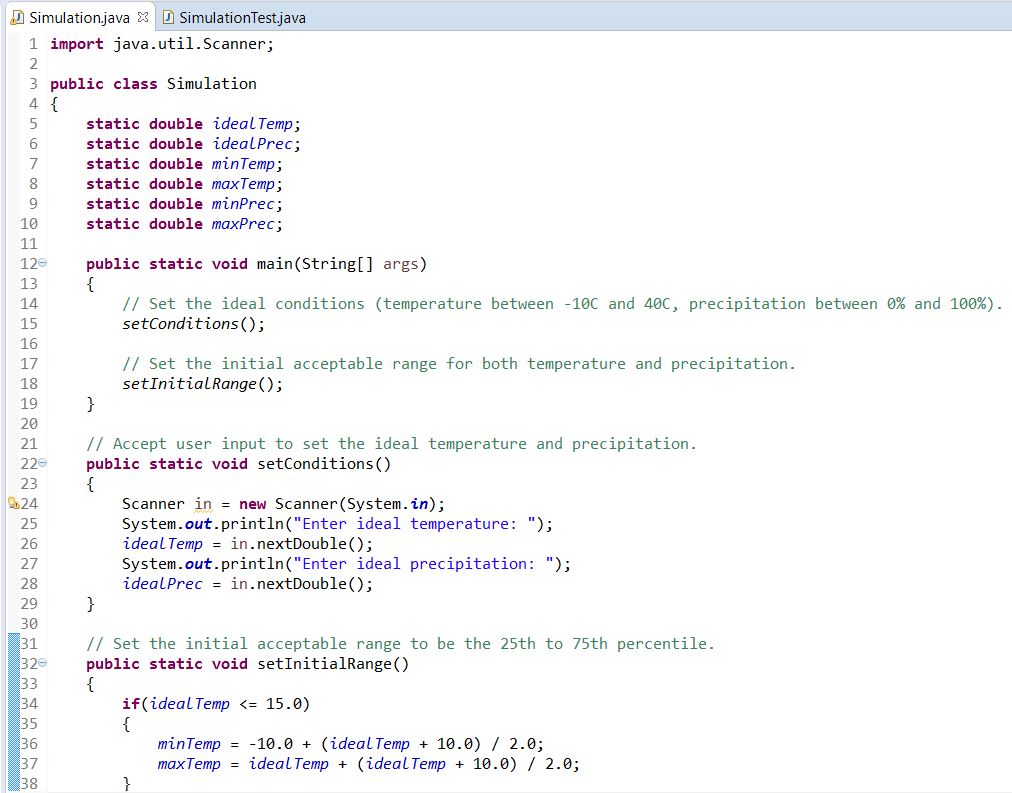 Simulation.java SimulationTest.java
1 import java.util.Scanner;
2
3 public class Simulation
4 {
5 static double idealTemp;
6 static double idealPrec;
7 static double minTemp;
8 static double maxTemp;
9 static double minPrec;
10 static double maxPrec;
11
12 public static void main(String[] args)
13 {
14 // Set the ideal conditions (temperature between -10C and 40C, precipitation between 0% and 100%).
15 setConditions();
16
17 // Set the initial acceptable range for both temperature and precipitation.
18 setInitialRange();
19 }
20
21 // Accept user input to set the ideal temperature and precipitation.
22 public static void setConditions()
23 {
24 Scanner in = new Scanner(System.in);
25 System.out.println("Enter ideal temperature: ");
26 idealTemp = in.nextDouble();
27 System.out.println("Enter ideal precipitation: ");
28 idealPrec = in.nextDouble();
29 }
30
31 // Set the initial acceptable range to be the 25th to 75th percentile.
32 public static void setInitialRange()
33 {
34 if(idealTemp <= 15.0)
35 {
36 minTemp = -10.0 + (idealTemp + 10.0) / 2.0;
37 maxTemp = idealTemp + (idealTemp + 10.0) / 2.0;
38 }